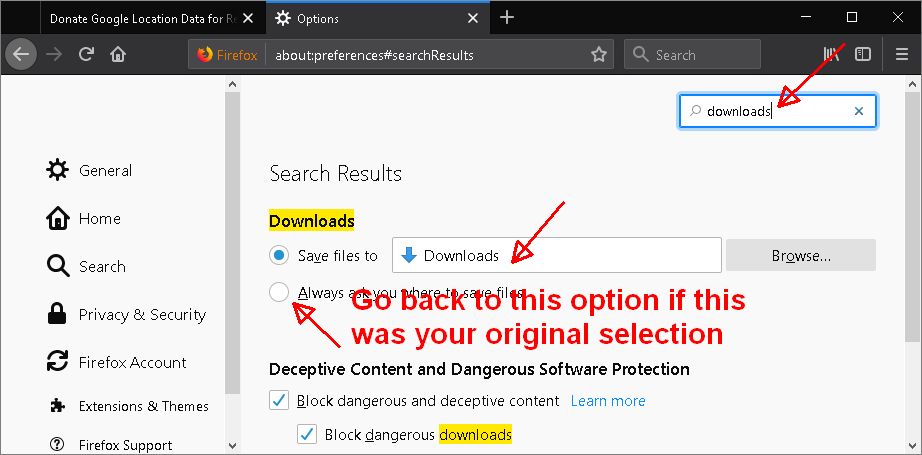 Donate Google Location Data for Re
Options
Firefox
about:preferences#searchResults
Search
downloads
General
Home
Search
Privacy & Security
Firefox Account
Extensions & Themes
Firefox Support
Search Results
Downloads
Save files to
Downloads
Browse...
Always ask you where to save files
Go back to this option if this
was your original selection
Deceptive Content and Dangerous Software Protection
Block dangerous and deceptive content Learn more
Block dangerous downloads